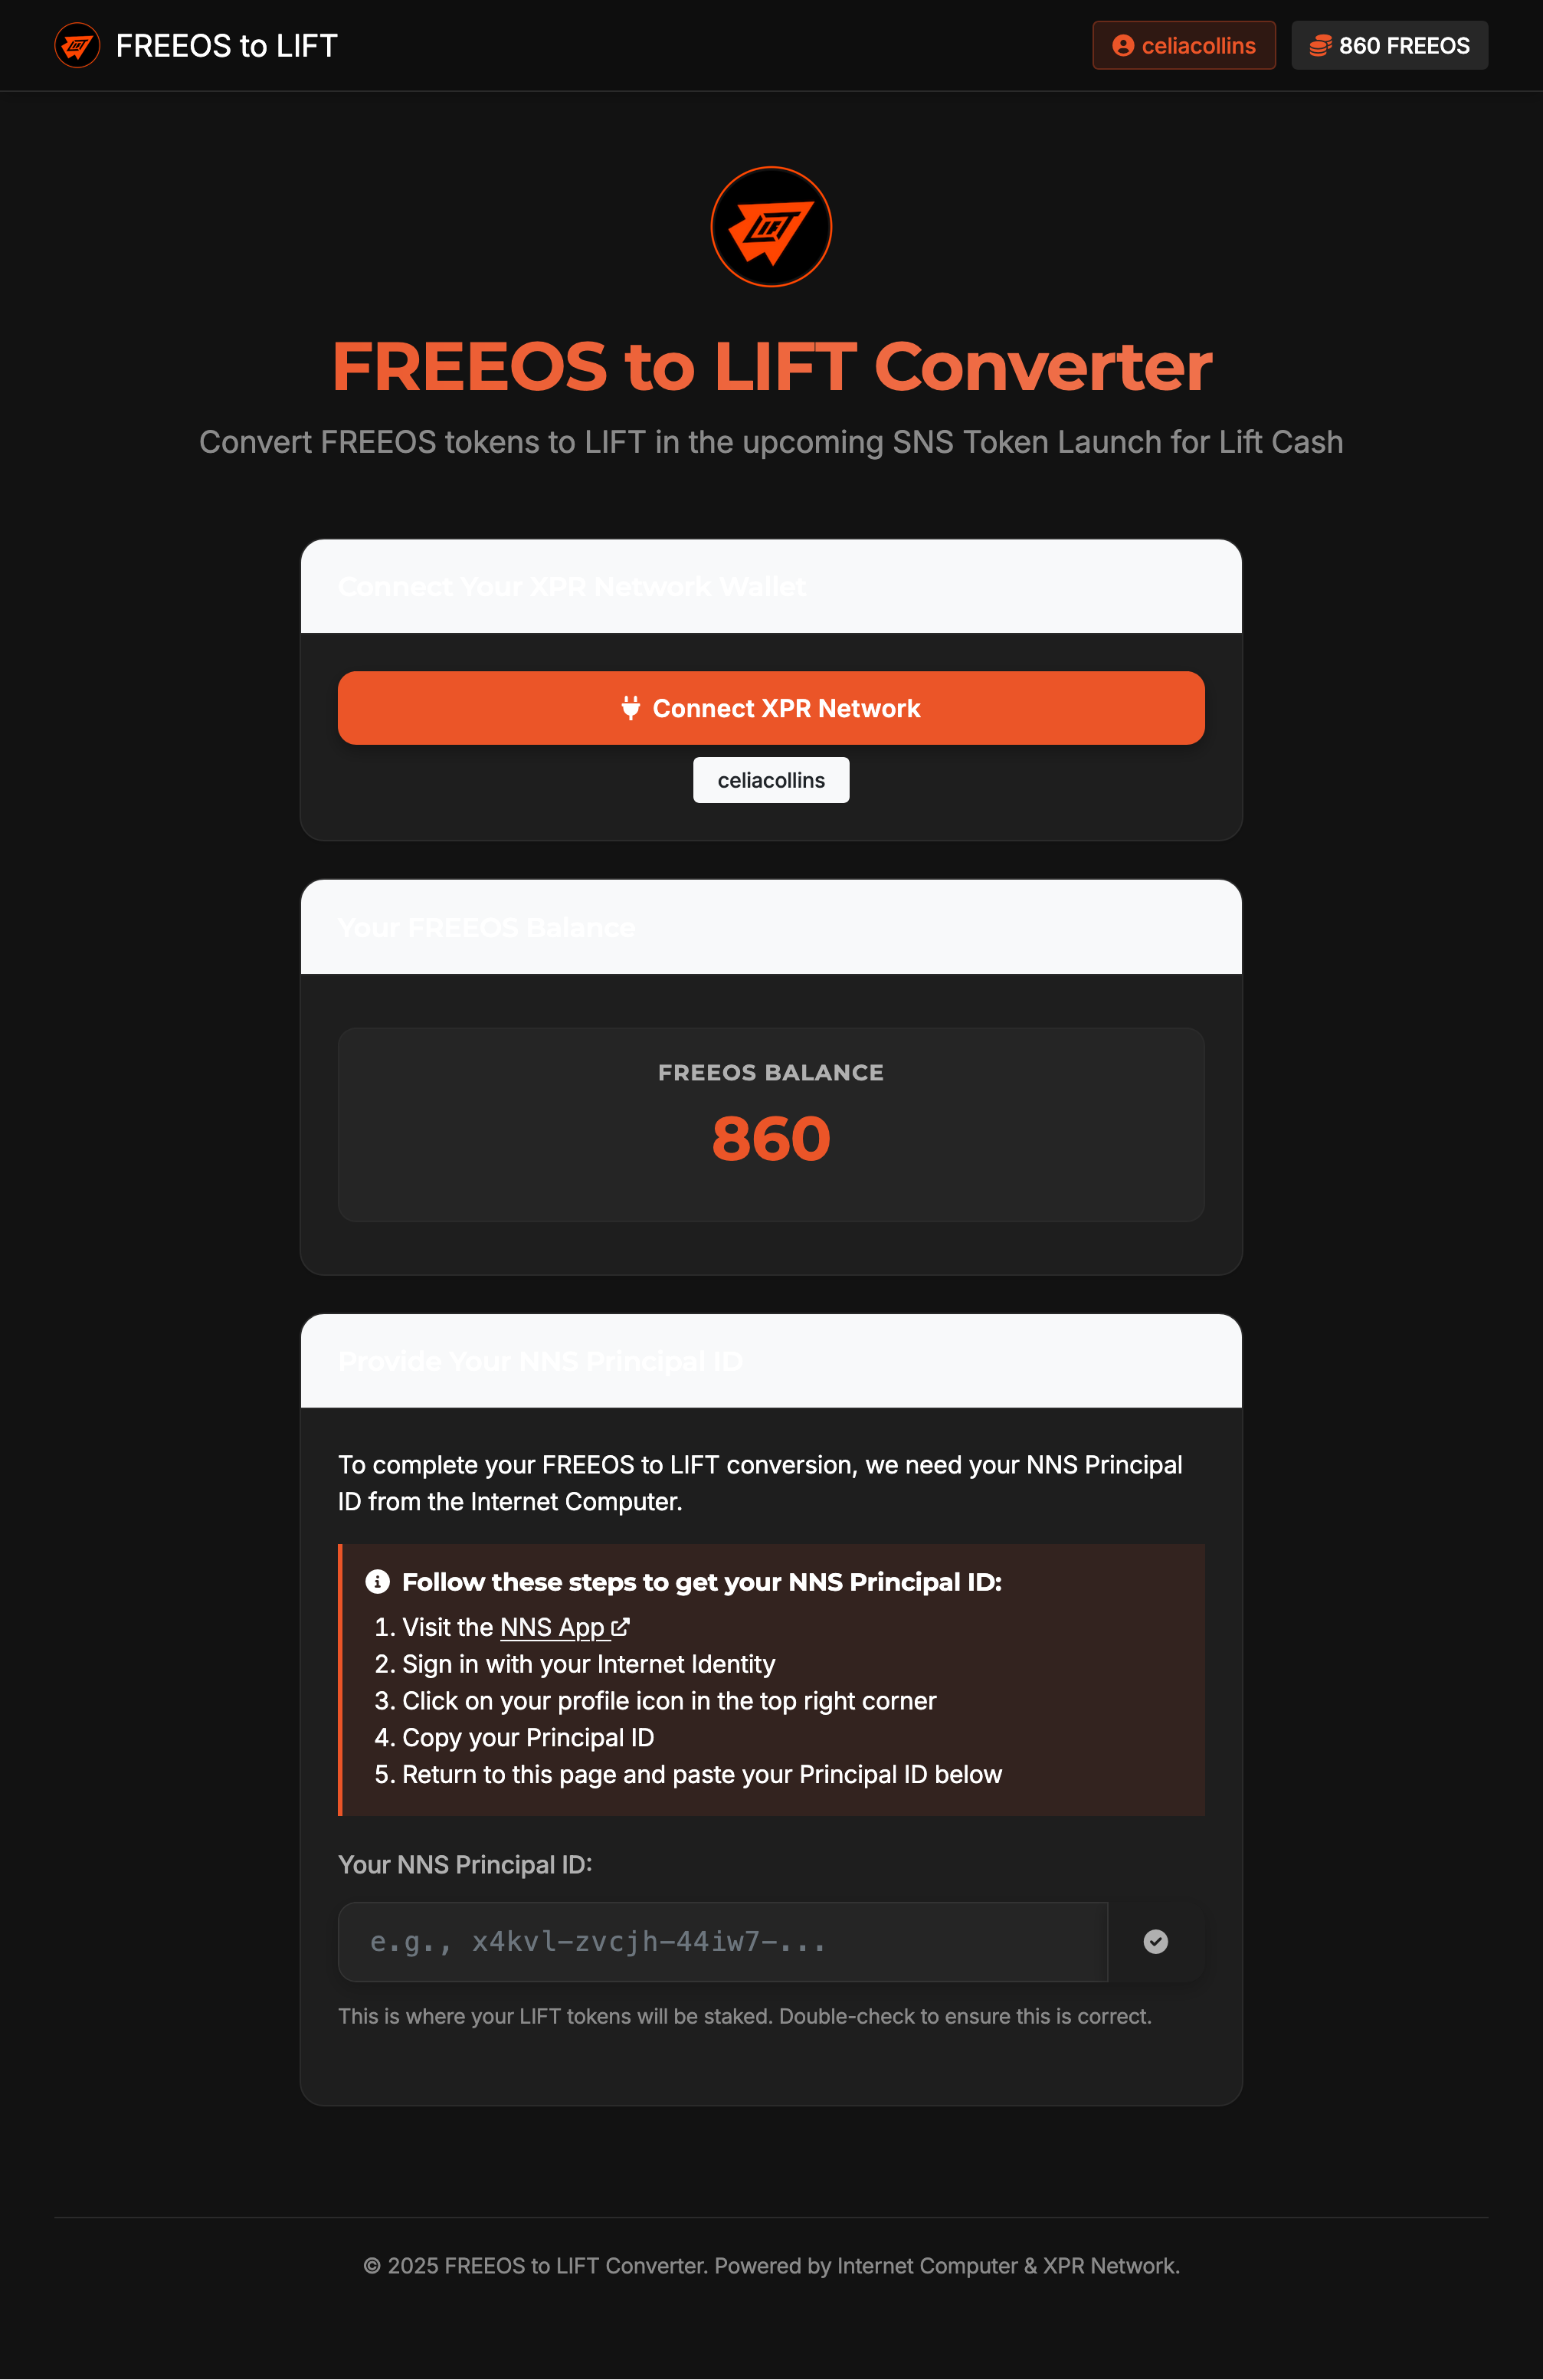 FREEOS to LIFT
celiacollins
860 FREEOS
LIFT
FREEOS to LIFT Converter
Convert FREEOS tokens to LIFT in the upcoming SNS Token Launch for Lift Cash
Connect Your XPR Network Wallet
Connect XPR Network
celiacollins
Your FREEOS Balance
FREEOS BALANCE
860
Provide Your NNS Principal ID
To complete your FREEOS to LIFT conversion, we need your NNS Principal
ID from the Internet Computer.
Follow these steps to get your NNS Principal ID:
1. Visit the NNS App
2. Sign in with your Internet Identity
3. Click on your profile icon in the top right corner
4. Copy your Principal ID
5. Return to this page and paste your Principal ID below
Your NNS Principal ID:
e.g., x4kvl-zvcjh-44iw7-...
This is where your LIFT tokens will be staked. Double-check to ensure this is correct.
© 2025 FREEOS to LIFT Converter. Powered by Internet Computer & XPR Network.